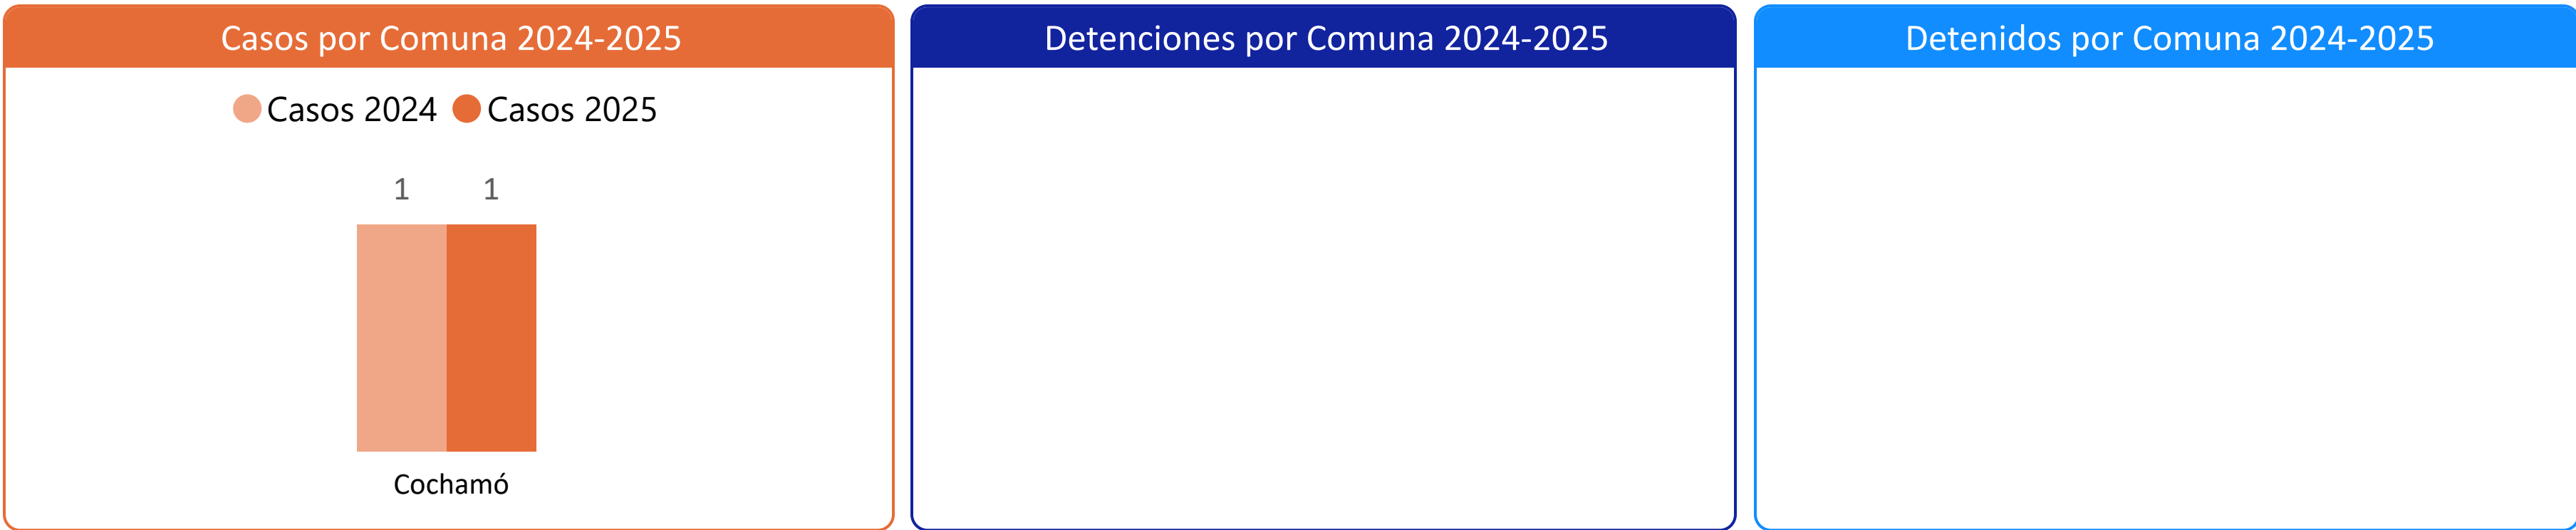 Casos por Comuna 2024-2025
Casos 2024 Casos 2025
1 1
Cochamó
Detenciones por Comuna 2024-2025
Detenidos por Comuna 2024-2025